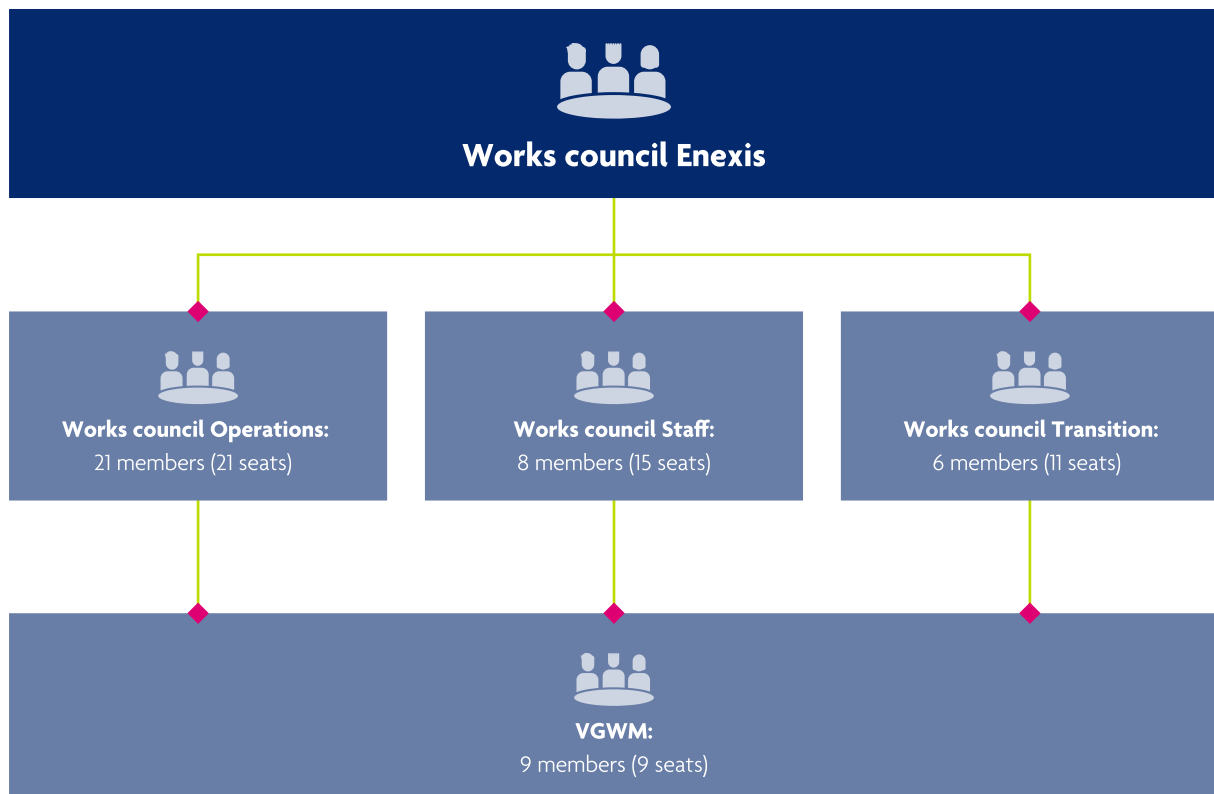 Works council Enexis
Works council Operations:
21 members (21 seats)
Works council Staff:
8 members (15 seats)
Works council Transition:
6 members (11 seats)
VGWM:
9 members (9 seats)